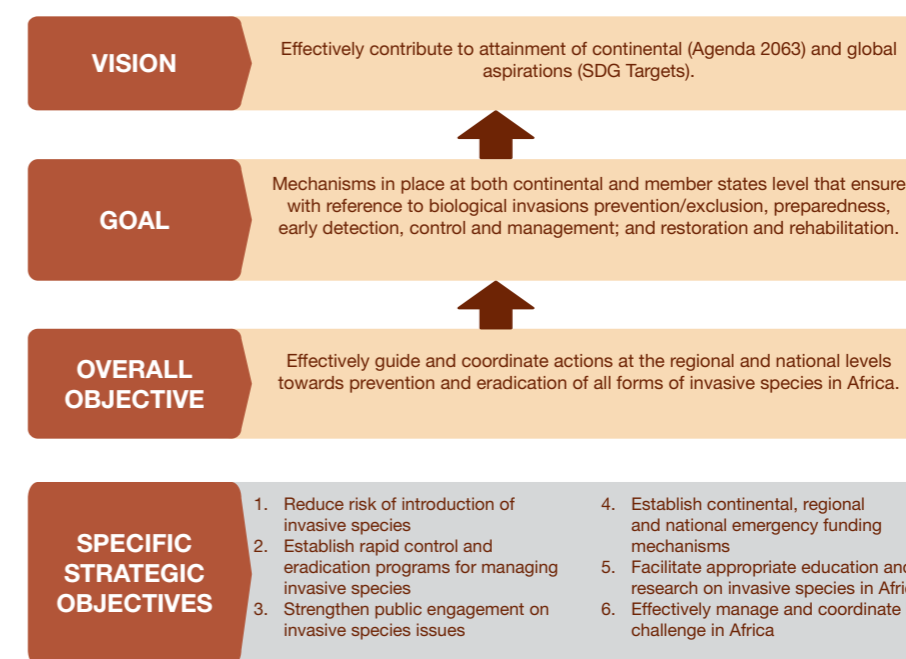 VISION
Effectively contribute to attainment of continental (Agenda 2063) and global
aspirations (SDG Targets).
GOAL
Mechanisms in place at both continental and member states level that ensure
with reference to biological invasions prevention/exclusion, preparedness,
early detection, control and management; and restoration and rehabilitation.
OVERALL
OBJECTIVE
Effectively guide and coordinate actions at the regional and national levels
towards prevention and eradication of all forms of invasive species in Africa.
SPECIFIC
STRATEGIC
OBJECTIVES
1. Reduce risk of introduction of
invasive species
2. Establish rapid control and
eradication programs for managing
invasive species
3. Strengthen public engagement on
invasive species issues
4. Establish continental, regional
and national emergency funding
mechanisms
5. Facilitate appropriate education and
research on invasive species in
6. Effectively manage and coordinate
challenge in Africa